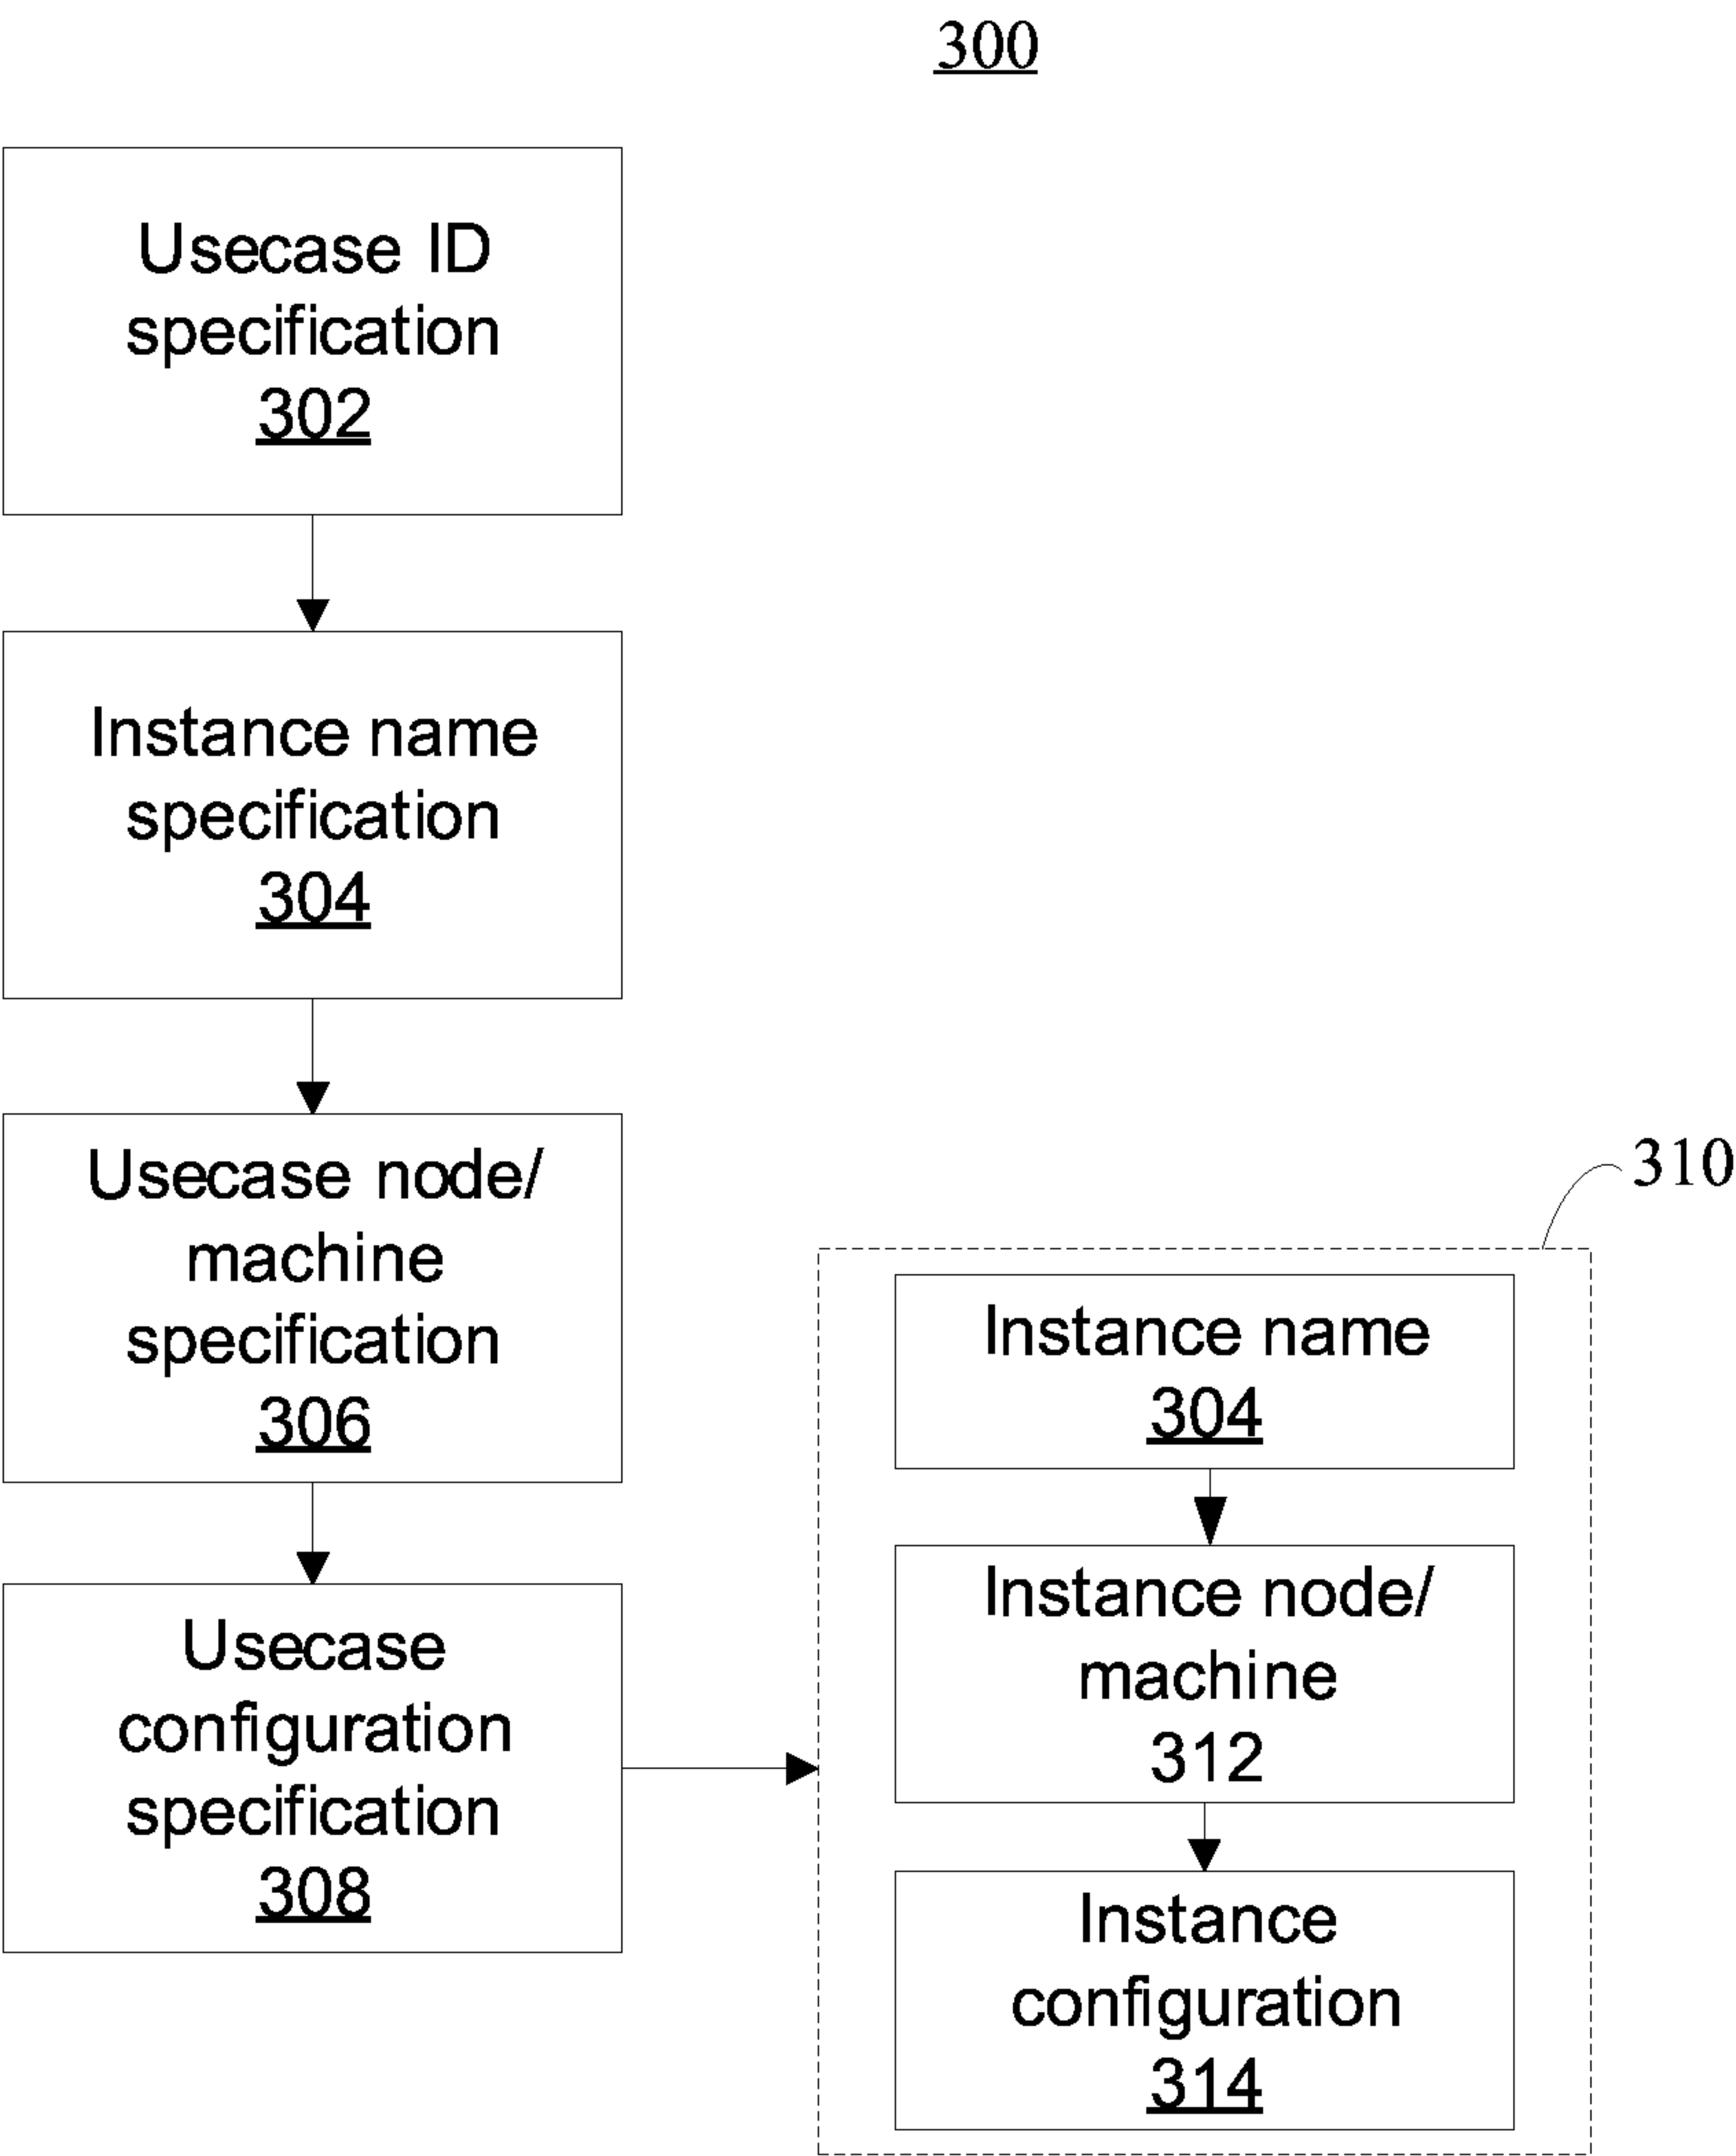 300
Usecase ID
specification
302
Instance name
specification
304
Usecase node/
machine
specification
306
Usecase
configuration
specification
308
310
Instance name
304
Instance node/
machine
312
Instance
configuration
314